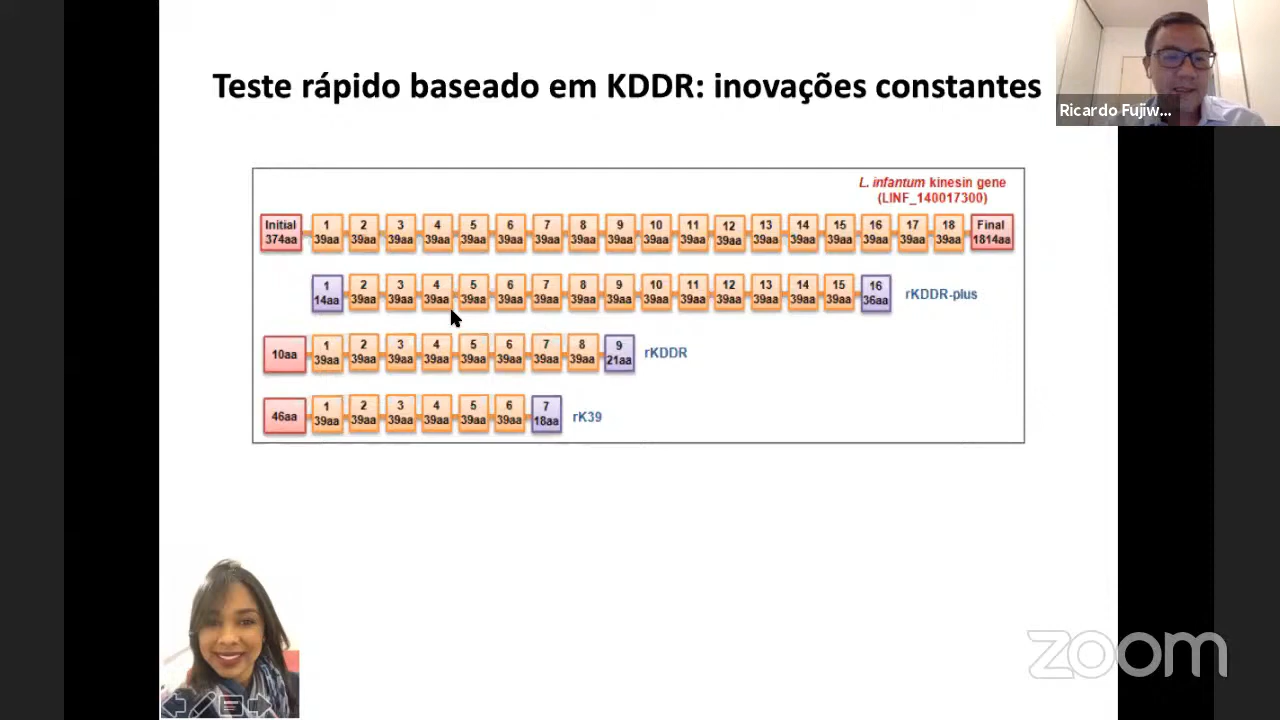 Teste rápido baseado em KDDR: inovações constantes
Ricardo Fujiw...
L. infantum kinesin gene
(LINF_140017300)
Initial 1 2 3 4 5 6 7 8 9 10 11 12 13 14 15 16 17 18 Final
374aa 39aa 39aa 39aa 39aa 39aa 39aa 39aa 39aa 39aa 39aa 39aa 39aa 39aa 39aa 39aa 39aa 39aa 39aa 1814aa
1 2 3 4 5 6 7 8 9 10 11 12 13 14 15 16
14aa 39aa 39aa 39aa 39aa 39aa 39aa 39aa 39aa 39aa 39aa 39aa 39aa 39aa 39aa 36aa
rKDDR-plus
10aa
1 2 3 4 5 6 7 8 9
39aa 39aa 39aa 39aa 39aa 39aa 39aa 39aa 21aa
rKDDR
46aa
1 2 3 4 5 6 7
39aa 39aa 39aa 39aa 39aa 39aa 18aa
rK39
zoom